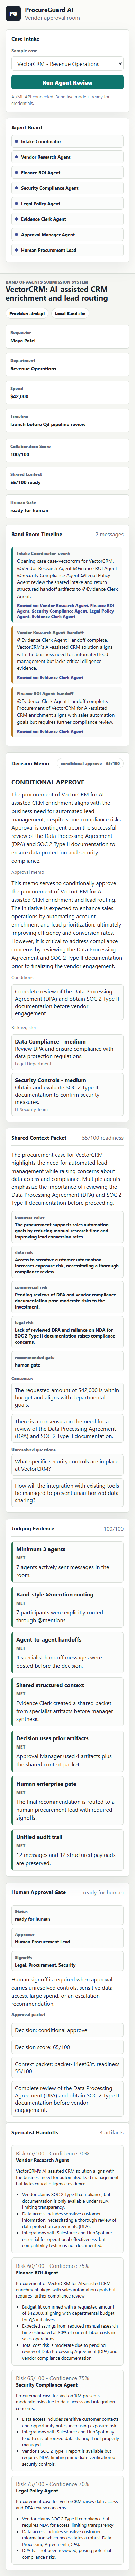 PG
ProcureGuard AI
Vendor approval room
Case Intake
Sample case
VectorCRM - Revenue Operations
Run Agent Review
AI/ML API connected. Band live mode is ready for
credentials.
Agent Board
Intake Coordinator
Vendor Research Agent
Finance ROI Agent
Security Compliance Agent
Legal Policy Agent
Evidence Clerk Agent
Approval Manager Agent
Human Procurement Lead
BAND OF AGENTS SUBMISSION SYSTEM
VectorCRM: AI-assisted CRM
enrichment and lead routing
Provider: aimlapi
Local Band sim
Requester
Maya Patel
Department
Revenue Operations
Spend
$42,000
Timeline
launch before Q3 pipeline review
Collaboration Score
100/100
Shared Context
55/100 ready
Human Gate
ready for human
Band Room Timeline
12 messages
Intake Coordinator event
Opening case case-vectorcrm for VectorCRM.
@Vendor Research Agent @Finance ROI Agent
@Security Compliance Agent @Legal Policy
Agent review the shared intake and post
structured handoff artifacts to @Evidence Clerk
Agent.
Routed to: Vendor Research Agent, Finance ROI
Agent, Security Compliance Agent, Legal Policy
Agent, Evidence Clerk Agent
Vendor Research Agent handoff
@Evidence Clerk Agent Handoff complete.
VectorCRM's AI-assisted CRM solution aligns
with the business need for automated lead
management but lacks critical diligence
evidence.
Routed to: Evidence Clerk Agent
Finance ROI Agent handoff
@Evidence Clerk Agent Handoff complete.
Procurement of VectorCRM for AI-assisted CRM
enrichment aligns with sales automation goals
but requires further compliance review.
Routed to: Evidence Clerk Agent
Decision Memo
conditional approve - 65/100
CONDITIONAL APPROVE
The procurement of VectorCRM for AI-
assisted CRM enrichment aligns with the
business need for automated lead
management, despite some medium-risks.
Approval is contingent upon the successful
review of the Data Processing Agreement
(DPA) and SOC 2 Type II documentation to
ensure data protection and security
compliance.
Approval memo
This memo serves to conditionally approve
the procurement of VectorCRM for AI-
assisted CRM enrichment and lead routing.
The initiative is expected to enhance sales
capabilities by automating account
enrichment and lead prioritization, ultimately
improving efficiency and conversion rates.
However, it is critical to address compliance
concerns by reviewing the Data Processing
Agreement and SOC 2 Type II documentation
prior to finalizing the vendor engagement.
Conditions
Complete review of the Data Processing
Agreement (DPA) and obtain SOC 2 Type II
documentation before vendor
engagement.
Risk register
Data Compliance - medium
Review DPA and ensure compliance with
data protection regulations.
Legal Department
Security Controls - medium
Obtain and evaluate SOC 2 Type II
documentation to confirm security
measures.
IT Security Team
Shared Context Packet
55/100 readiness
The procurement case for VectorCRM
highlights the need for automated lead
management while raising concerns about
data access and contracts. Multiple agents
emphasize the importance of reviewing the
Data Processing Agreement (DPA) and SOC 2
Type II documentation before proceeding.
business value
The procurement supports sales automation
goals by reducing manual research time and
improving lead conversion rates.
data risk
Access to sensitive customer information
increases exposure risk, necessitating a thorough
compliance review.
commercial risk
Pending reviews of DPA and vendor compliance
documentation pose moderate risks to the
investment.
legal risk
Lack of reviewed DPA and reliance on NDA for
SOC 2 Type II documentation raises compliance
concerns.
recommended gate
human gate
Consensus
The requested amount of $42,000 is within
budget and aligns with departmental
goals.
There is a consensus on the need for a
review of the Data Processing Agreement
(DPA) and SOC 2 Type II documentation.
Unresolved questions
What specific security controls are in place
at VectorCRM?
How will the integration with existing tools
be managed to prevent unauthorized data
sharing?
Judging Evidence
100/100
Minimum 3 agents
MET
7 agents actively sent messages in the
room.
Band-style @mention routing
MET
7 participants were explicitly routed
through @mentions.
Agent-to-agent handoffs
MET
4 specialist handoff messages were
posted before the decision.
Shared structured context
MET
Evidence Clerk created a shared packet
from specialist artifacts before manager
synthesis.
Decision uses prior artifacts
MET
Approval Manager used 4 artifacts plus
the shared context packet.
Human enterprise gate
MET
The final recommendation is routed to a
human procurement lead with required
signoffs.
Unified audit trail
MET
12 messages and 12 structured payloads
are preserved.
Human Approval Gate
ready for human
Status
ready for human
Approver
Human Procurement Lead
Signoffs
Legal, Procurement, Security
Human signoff is required when approval
carries unresolved controls, sensitive data
access, large spend, or an escalation
recommendation.
Approval packet
Decision: conditional approve
Decision score: 65/100
Context packet: packet-14eef63f, readiness
55/100
Complete review of the Data Processing
Agreement (DPA) and obtain SOC 2 Type II
documentation before vendor
engagement.
Specialist Handoffs
4 artifacts
Risk 65/100 - Confidence 70%
Vendor Research Agent
VectorCRM's AI-assisted CRM solution aligns with
the business need for automated lead management
but lacks critical diligence evidence.
Vendor claims SOC 2 Type II compliance, but
documentation is only available under NDA,
limiting transparency.
Data access includes sensitive customer
information, necessitating a thorough review of
data protection agreements (DPA).
Integrations with Salesforce and HubSpot are
crucial for operational effectiveness, but
compatibility testing is not documented.
Risk 60/100 - Confidence 75%
Finance ROI Agent
Procurement of VectorCRM for AI-assisted CRM
enrichment aligns with sales automation goals but
requires further compliance review.
Budget fit confirmed with a requested amount
of $42,000, aligning with departmental budget
for Q3 initiatives.
Expected savings from reduced manual research
time estimated at 30% of current labor costs in
sales operations.
Total cost risk is moderate due to pending
review of Data Processing Agreement (DPA) and
vendor compliance documentation.
Risk 65/100 - Confidence 75%
Security Compliance Agent
Procurement case for VectorCRM presents
moderate risks due to data access and integration
concerns.
Data access includes sensitive customer contacts
and opportunity notes, increasing exposure risk.
Integrations with Salesforce and HubSpot may
lead to unauthorized data sharing if not properly
managed.
Vendor's SOC 2 Type II report is available but
requires NDA, limiting immediate verification of
security controls.
Risk 75/100 - Confidence 70%
Legal Policy Agent
Procurement case for VectorCRM raises data access
and DPA review concerns.
Vendor claims SOC 2 Type II compliance but
requires NDA for access, limiting transparency.
Data access includes sensitive customer
information which necessitates a robust Data
Processing Agreement (DPA).
DPA has not been reviewed, posing potential
compliance risks.